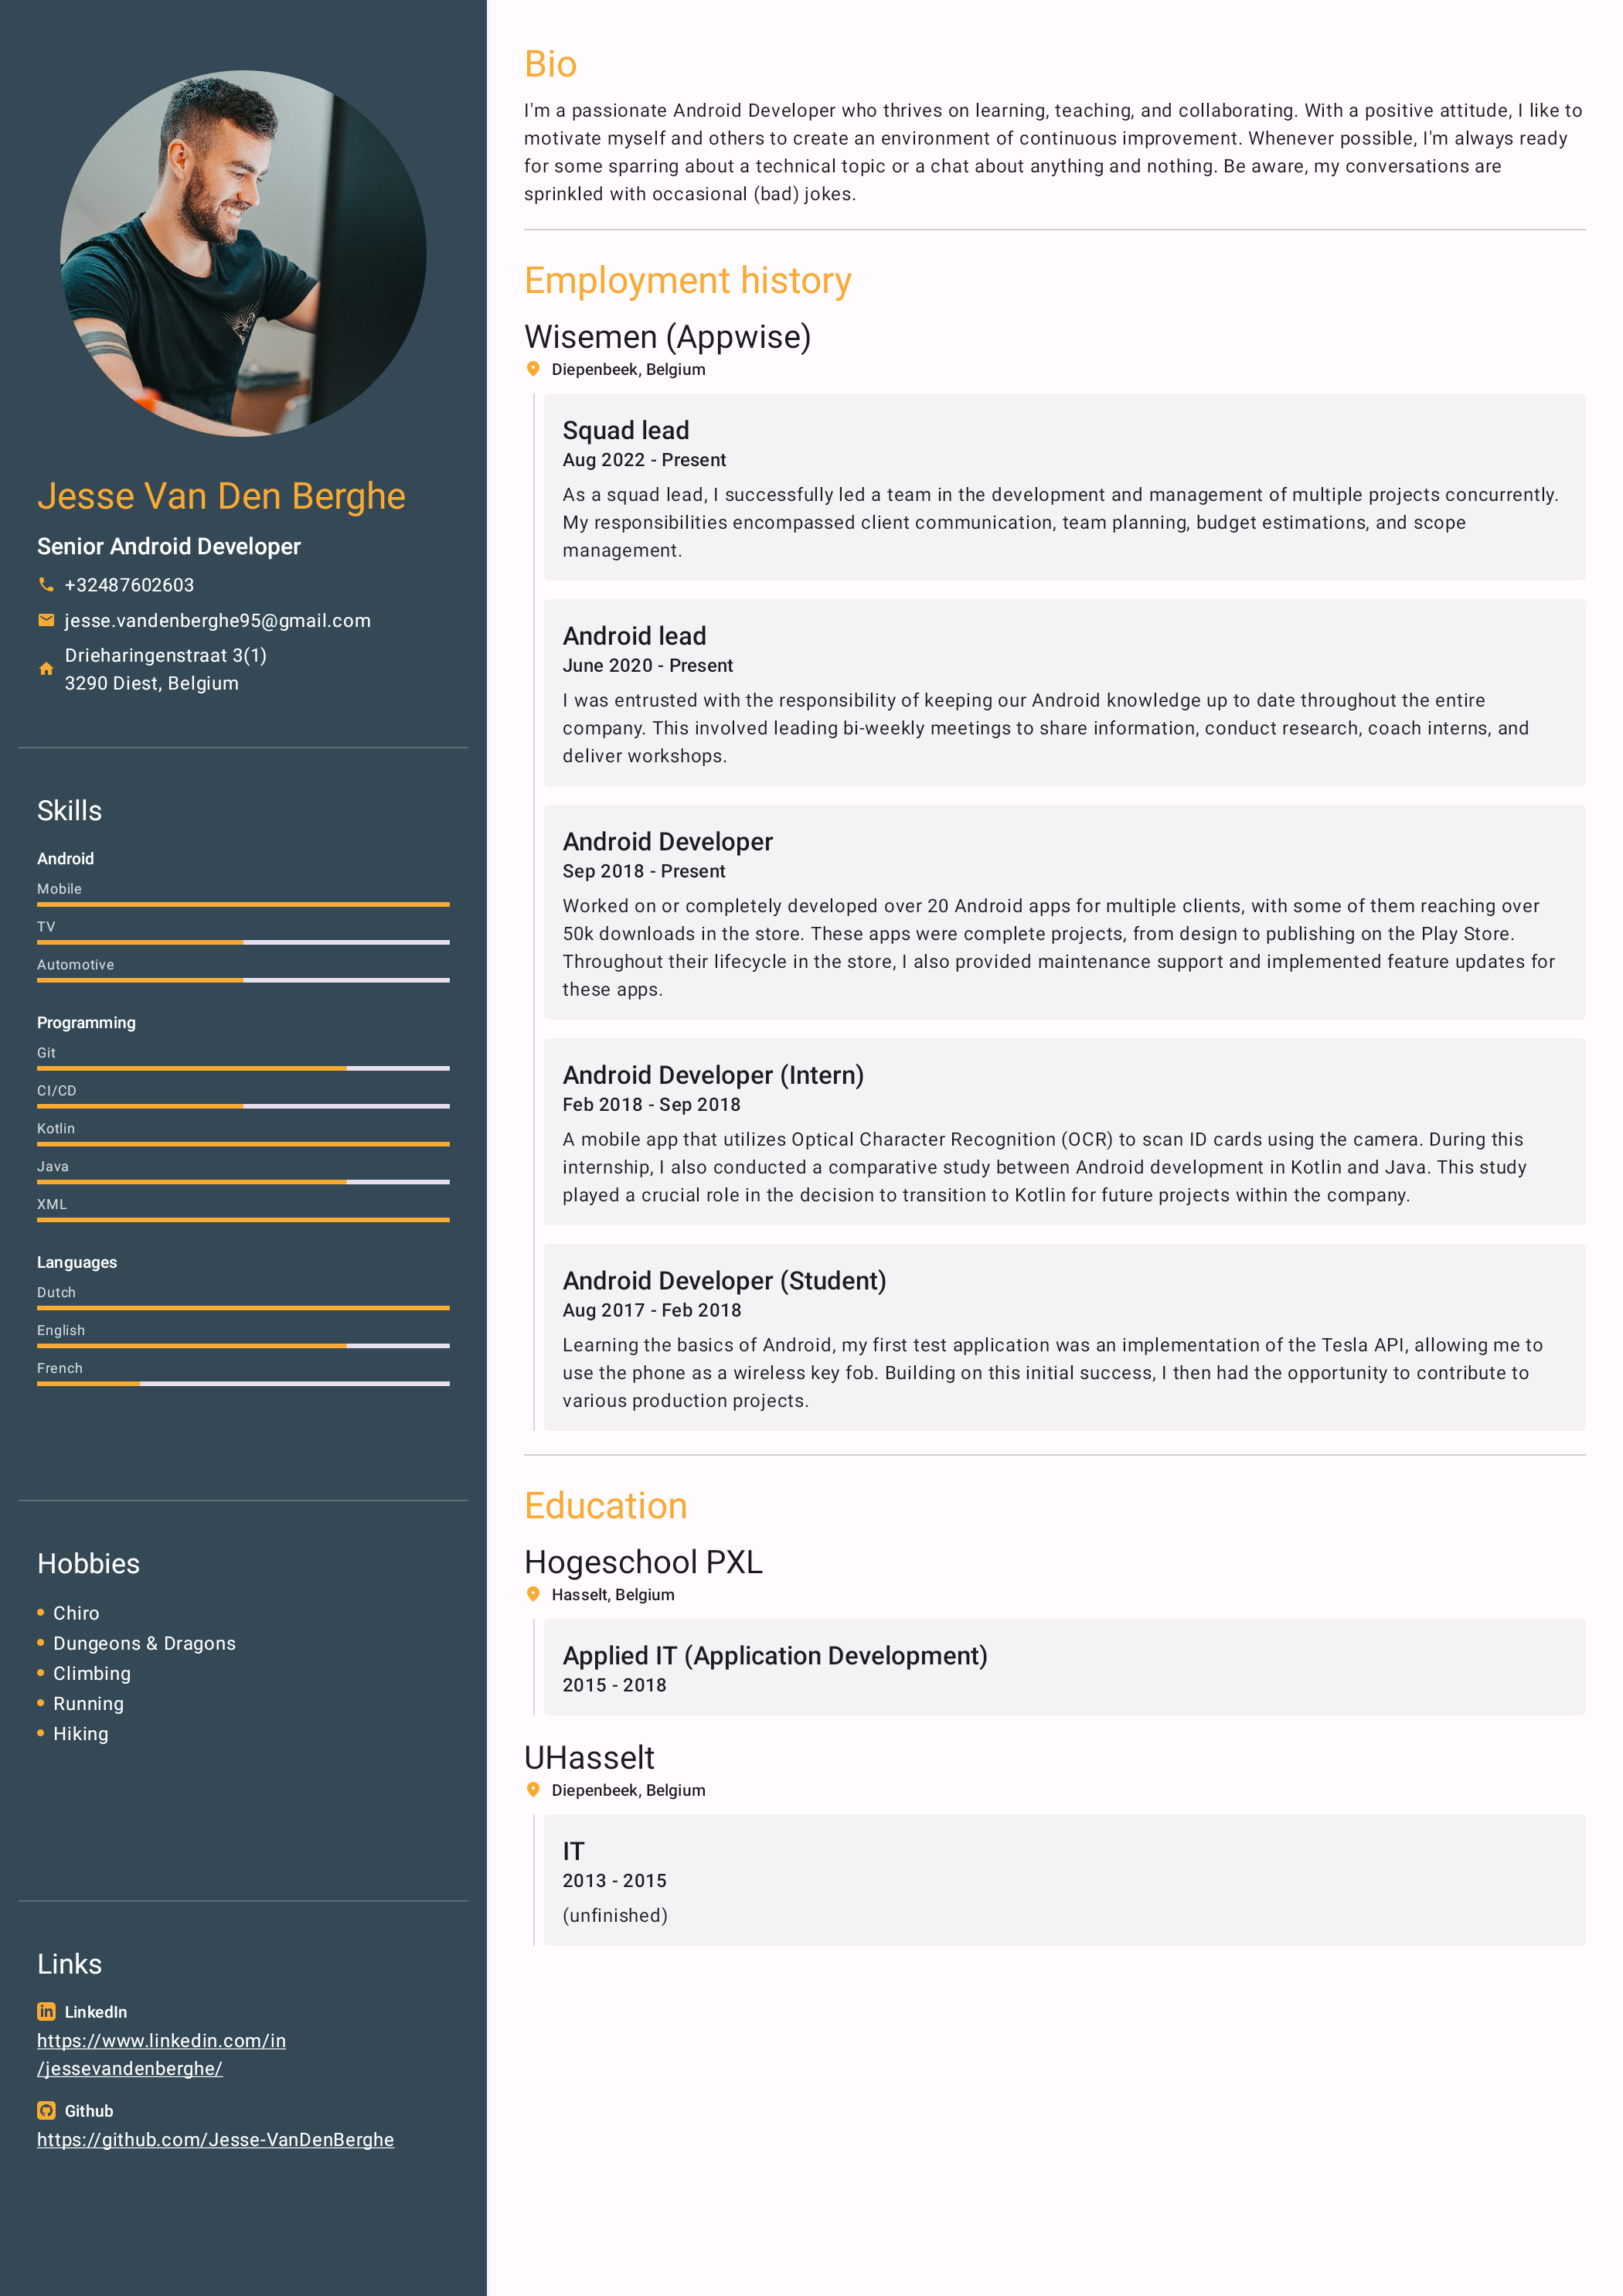 Jesse Van Den Berghe
Senior Android Developer
+32487602603
jesse.vandenberghe95@gmail.com
Drieharingenstraat 3(1)
3290 Diest, Belgium
Skills
Android
Mobile
TV
Automotive
Programming
Git
CI/CD
Kotlin
Java
XML
Languages
Dutch
English
French
Hobbies
Chiro
Dungeons & Dragons
Climbing
Running
Hiking
Links
LinkedIn
https://www.linkedin.com/in
/jessevandenberghe/
Github
https://github.com/Jesse-VanDenBerghe
Bio
I'm a passionate Android Developer who thrives on learning, teaching, and collaborating. With a positive attitude, I like to
motivate myself and others to create an environment of continuous improvement. Whenever possible, I'm always ready
for some sparring about a technical topic or a chat about anything and nothing. Be aware, my conversations are
sprinkled with occasional (bad) jokes.
Employment history
Wisemen (Appwise)
Diepenbeek, Belgium
Squad lead
Aug 2022 - Present
As a squad lead, I successfully led a team in the development and management of multiple projects concurrently.
My responsibilities encompassed client communication, team planning, budget estimations, and scope
management.
Android lead
June 2020 - Present
I was entrusted with the responsibility of keeping our Android knowledge up to date throughout the entire
company. This involved leading bi-weekly meetings to share information, conduct research, coach interns, and
deliver workshops.
Android Developer
Sep 2018 - Present
Worked on or completely developed over 20 Android apps for multiple clients, with some of them reaching over
50k downloads in the store. These apps were complete projects, from design to publishing on the Play Store.
Throughout their lifecycle in the store, I also provided maintenance support and implemented feature updates for
these apps.
Android Developer (Intern)
Feb 2018 - Sep 2018
A mobile app that utilizes Optical Character Recognition (OCR) to scan ID cards using the camera. During this
internship, I also conducted a comparative study between Android development in Kotlin and Java. This study
played a crucial role in the decision to transition to Kotlin for future projects within the company.
Android Developer (Student)
Aug 2017 - Feb 2018
Learning the basics of Android, my first test application was an implementation of the Tesla API, allowing me to
use the phone as a wireless key fob. Building on this initial success, I then had the opportunity to contribute to
various production projects.
Education
Hogeschool PXL
Hasselt, Belgium
Applied IT (Application Development)
2015 - 2018
UHasselt
Diepenbeek, Belgium
IT
2013 - 2015
(unfinished)